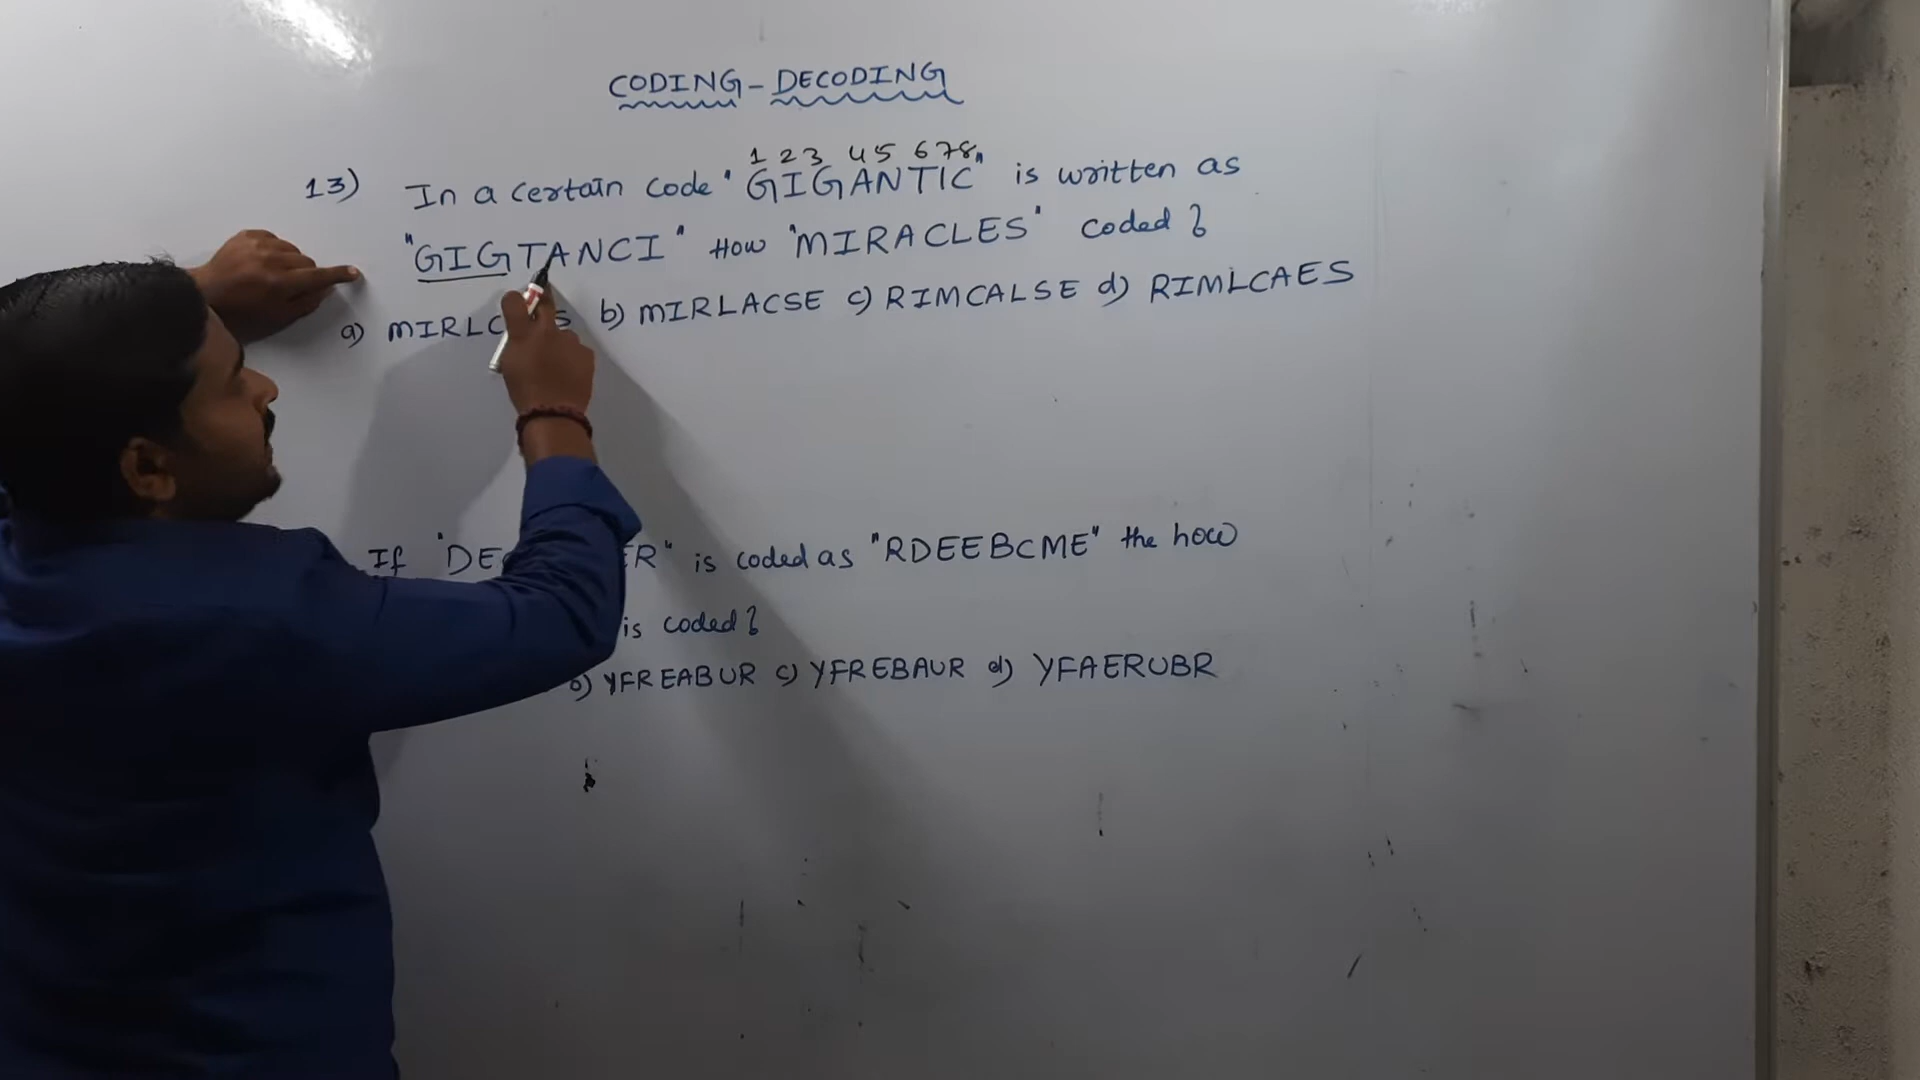 CODING - DECODING
1 2 3 4 5 6 7 8
13) In a certain code "GIGANTIC" is written as
"GIGTANCI" How "MIRACLES" coded?
a) MIRLC S b) MIRLACSE c) RIMCALSE d) RIMLCAES
If "DE ER" is coded as "RDEEBCME" the how
is coded?
b) YFREABUR c) YFREBAUR d) YFAERUBR